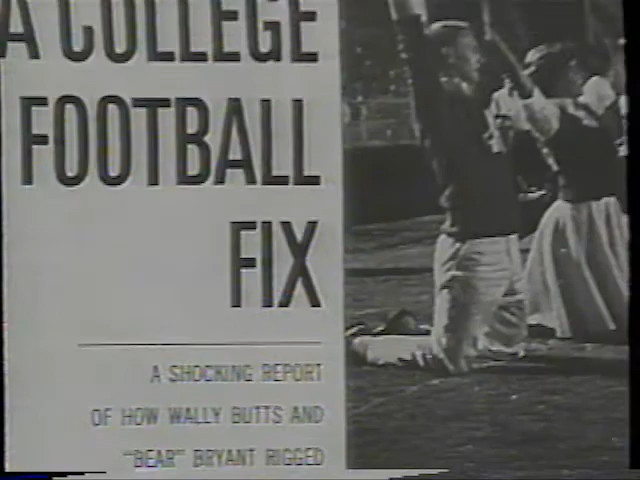 A COLLEGE
FOOTBALL
FIX
A SHOCKING REPORT
OF HOW WALLY BUTTS AND
"BEAR" BRYANT RIGGED